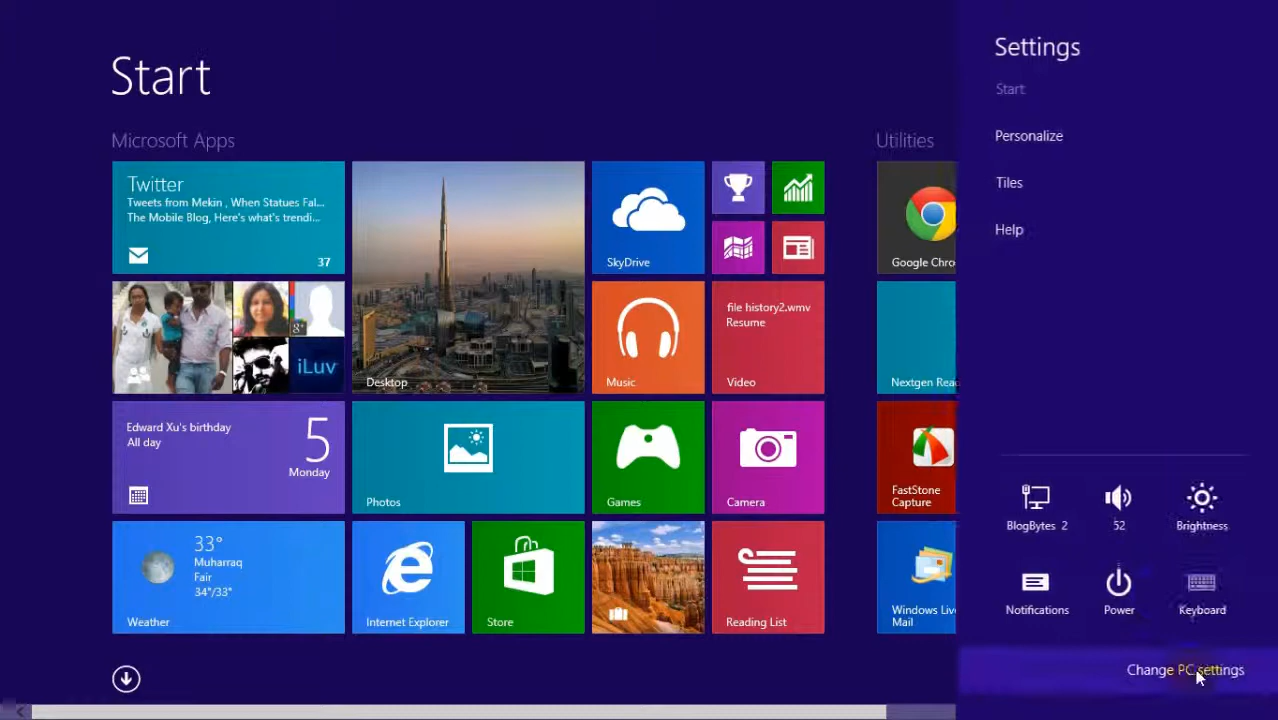 Start
Microsoft Apps
Twitter
Tweets from Mekin , When Statues Fal...
The Mobile Blog, Here's what's trendi...
37
g+
iLuv
Edward Xu's birthday
All day
5
Monday
33°
Muharraq
Fair
34°/33°
Weather
Desktop
Photos
Internet Explorer
Store
SkyDrive
Music
file history2.wmv
Resume
Video
Games
Camera
Reading List
Utilities
Google Chro
Nextgen Rea
FastStone
Capture
Windows Live
Mail
Settings
Start
Personalize
Tiles
Help
BlogBytes 2
52
Brightness
Notifications
Power
Keyboard
Change PC settings